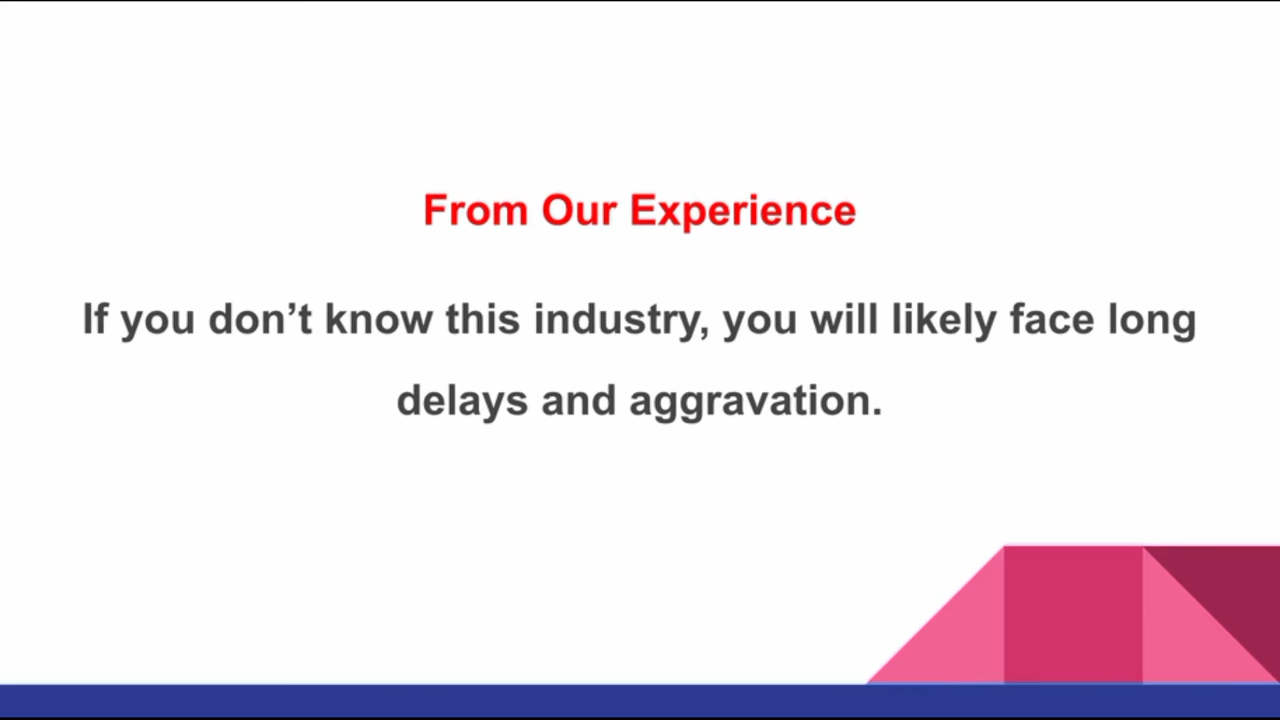 From Our Experience
If you don’t know this industry, you will likely face long
delays and aggravation.